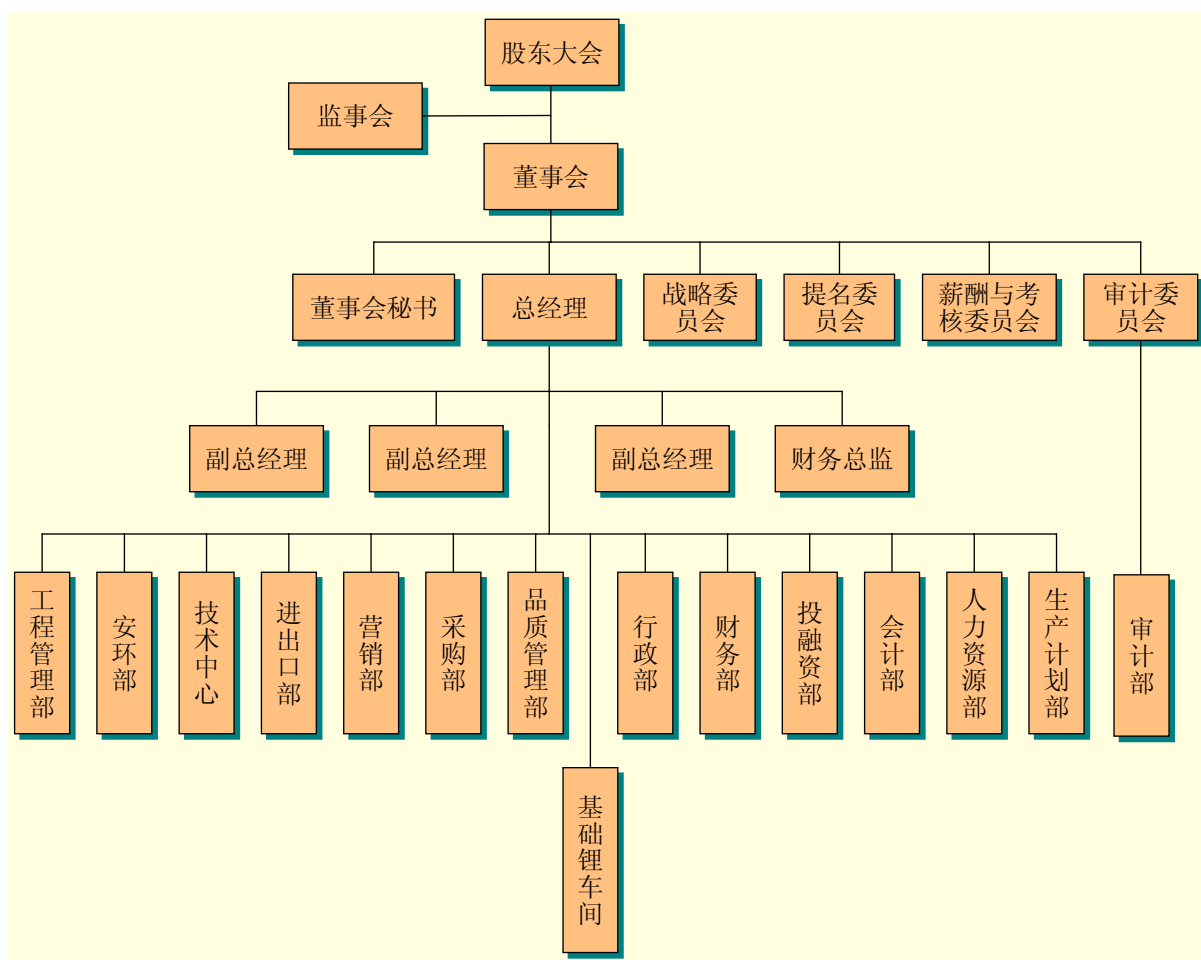 股东大会
监事会
董事会
董事会秘书
总经理
战略委
员会
提名委
员会
薪酬与考
核委员会
审计委
员会
副总经理
副总经理
副总经理
财务总监
工程管理部
安环部
技术中心
进出口部
营销部
采购部
品质管理部
行政部
财务部
投融资部
会计部
人力资源部
生产计划部
审计部
基础锂车间